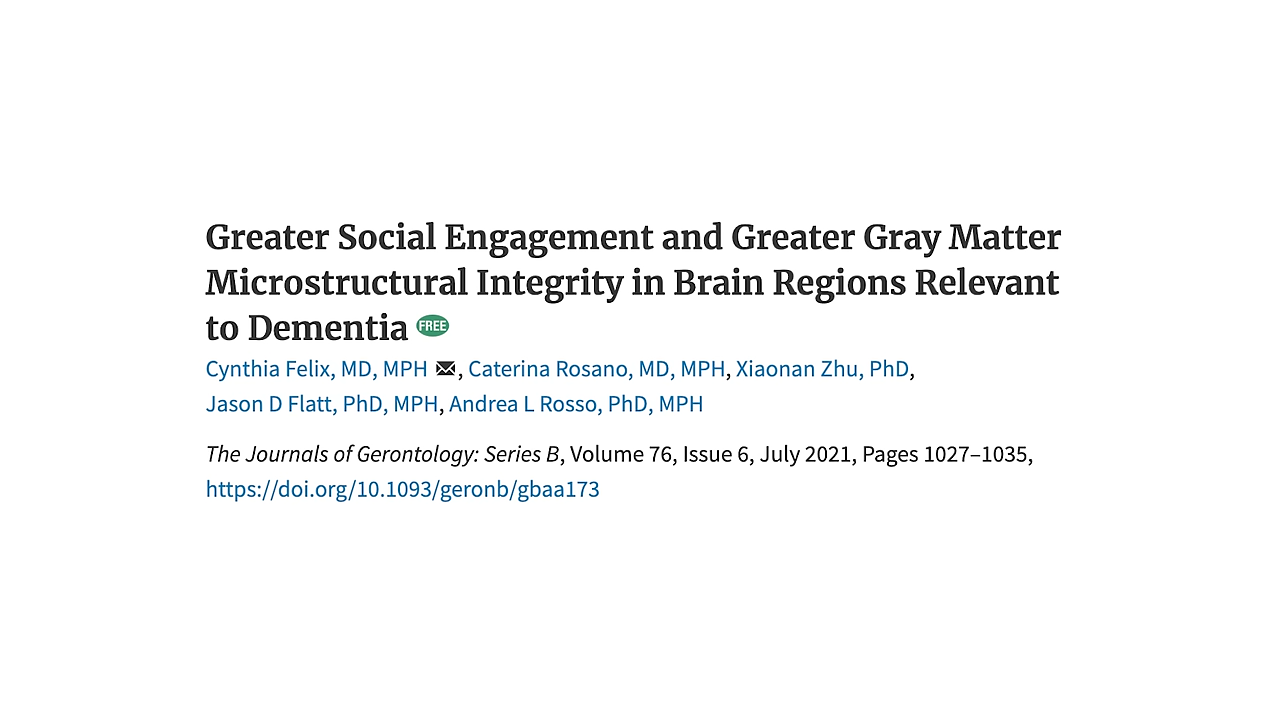 Greater Social Engagement and Greater Gray Matter
Microstructural Integrity in Brain Regions Relevant
to Dementia FREE
Cynthia Felix, MD, MPH, Caterina Rosano, MD, MPH, Xiaonan Zhu, PhD,
Jason D Flatt, PhD, MPH, Andrea L Rosso, PhD, MPH
The Journals of Gerontology: Series B, Volume 76, Issue 6, July 2021, Pages 1027–1035,
https://doi.org/10.1093/geronb/gbaa173